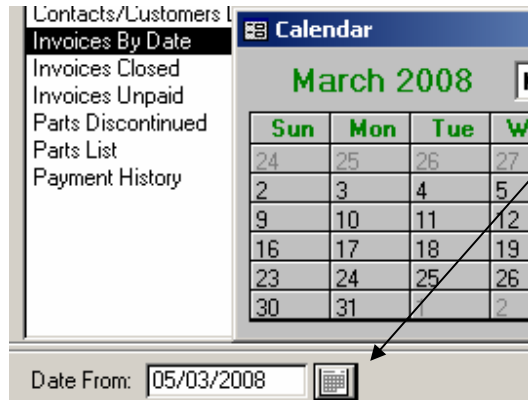 Contacts/Customers
Invoices By Date
Invoices Closed
Invoices Unpaid
Parts Discontinued
Parts List
Payment History
Calendar
March 2008
Sun Mon Tue W
24 25 26 27
2 3 4 5
9 10 11 12
16 17 18 19
23 24 25 26
30 31 1 2
Date From: 05/03/2008